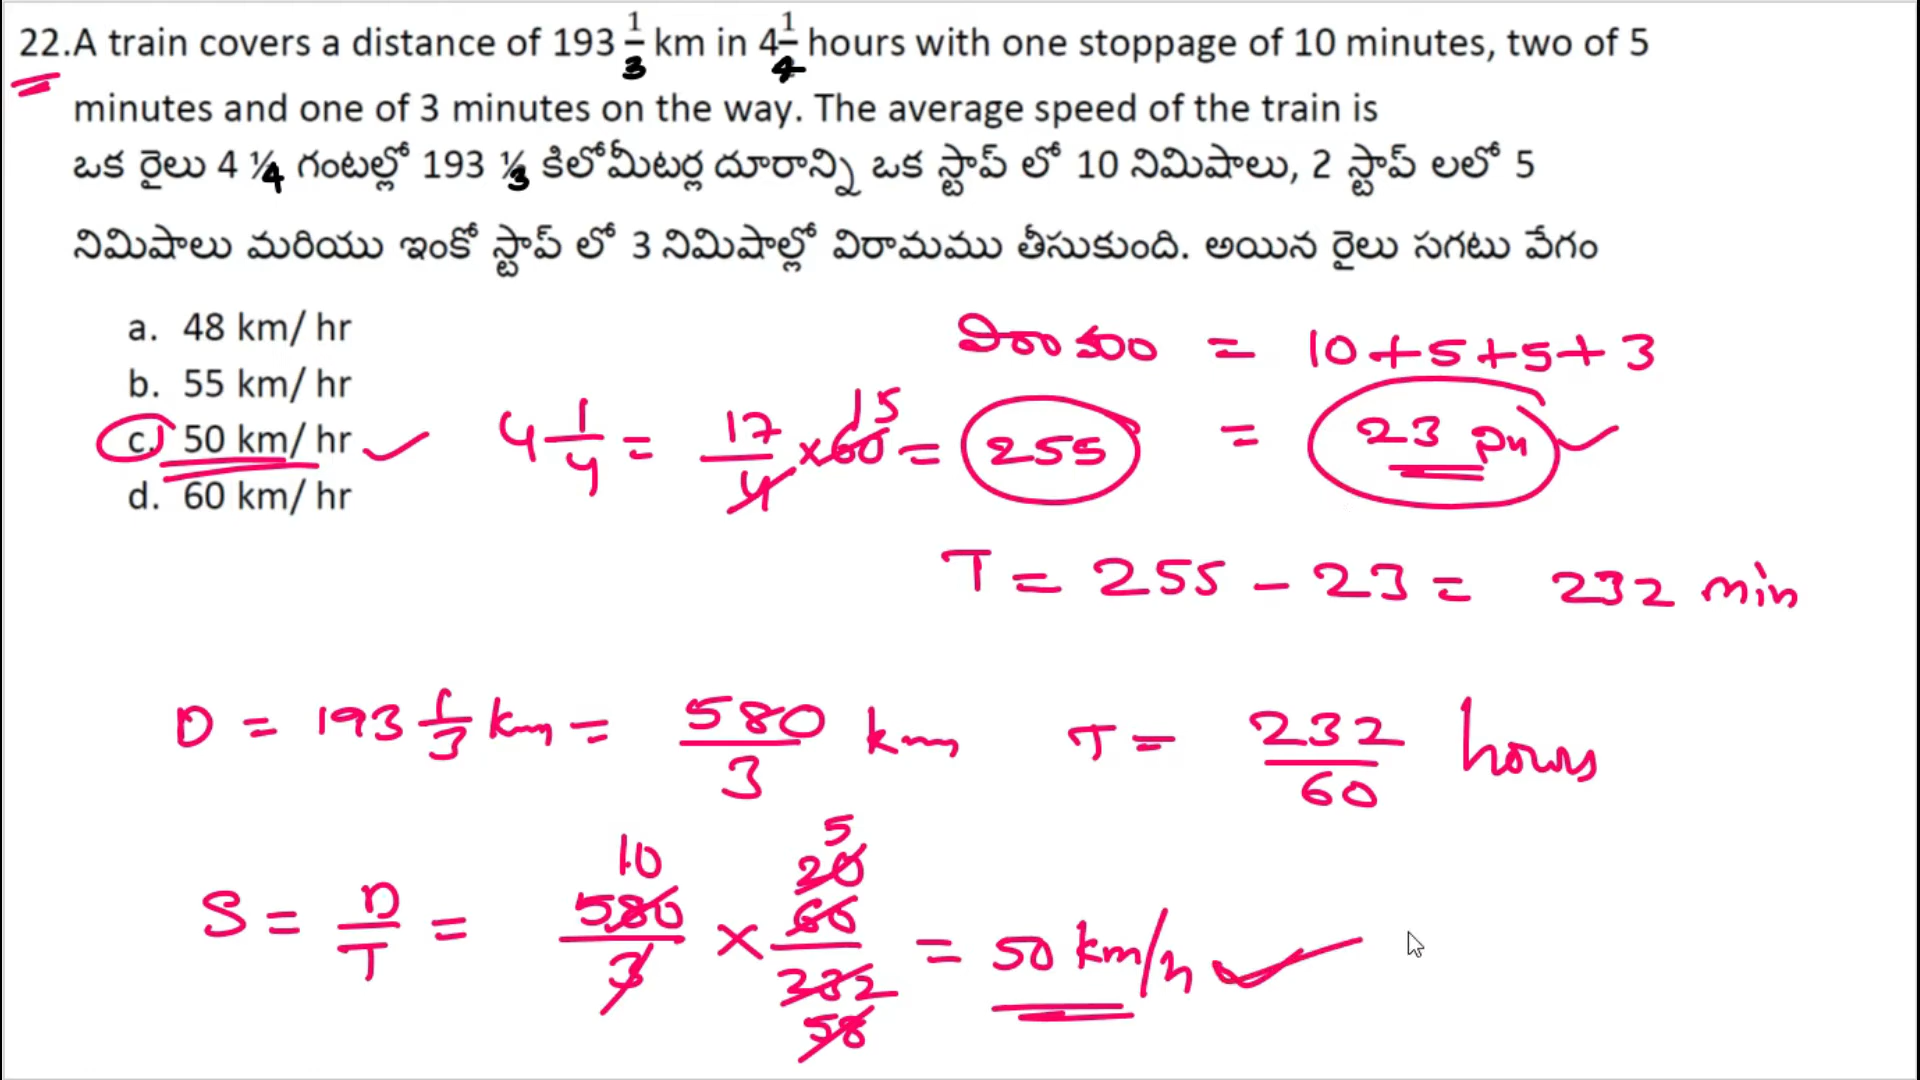 22.A train covers a distance of 193 1/3 km in 4 1/4 hours with one stoppage of 10 minutes, two of 5
minutes and one of 3 minutes on the way. The average speed of the train is
ఒక రైలు 4 ¼ గంటల్లో 193 ⅓ కిలోమీటర్ల దూరాన్ని ఒక స్టాప్ లో 10 నిమిషాలు, 2 స్టాప్ లలో 5
నిమిషాలు మరియు ఇంకో స్టాప్ లో 3 నిమిషాల్లో విరామము తీసుకుంది. అయిన రైలు సగటు వేగం
a. 48 km/ hr
b. 55 km/ hr
c. 50 km/ hr
d. 60 km/ hr
= 10+5+5+3
4 1/4 = 17/4 × 60 15 = 255
= 23
T = 255 - 23 = 232 min
D = 193 1/3 km = 580/3 km
T = 232/60 hours
S = D/T = 580/3 10 × 60/232 20 5 58 = 50 km/h